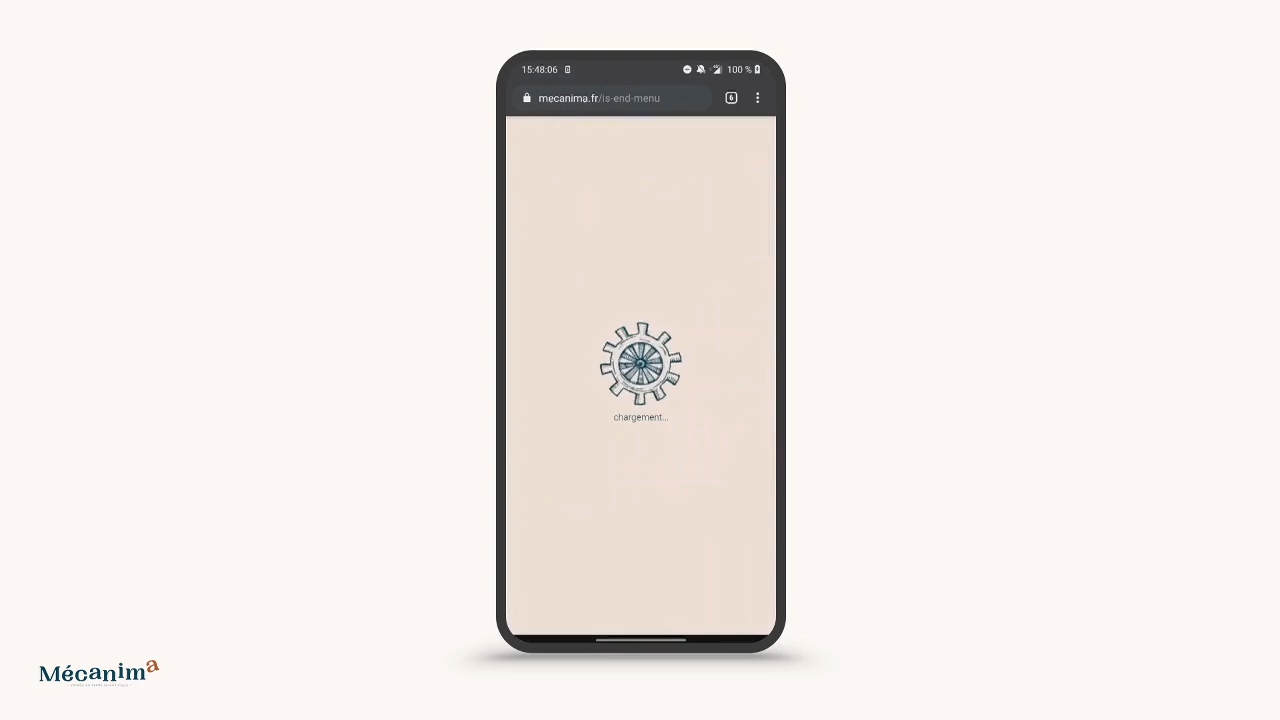 15:48:06
100 %
mecanima.fr/is-end-menu
6
chargement...
Mécanima